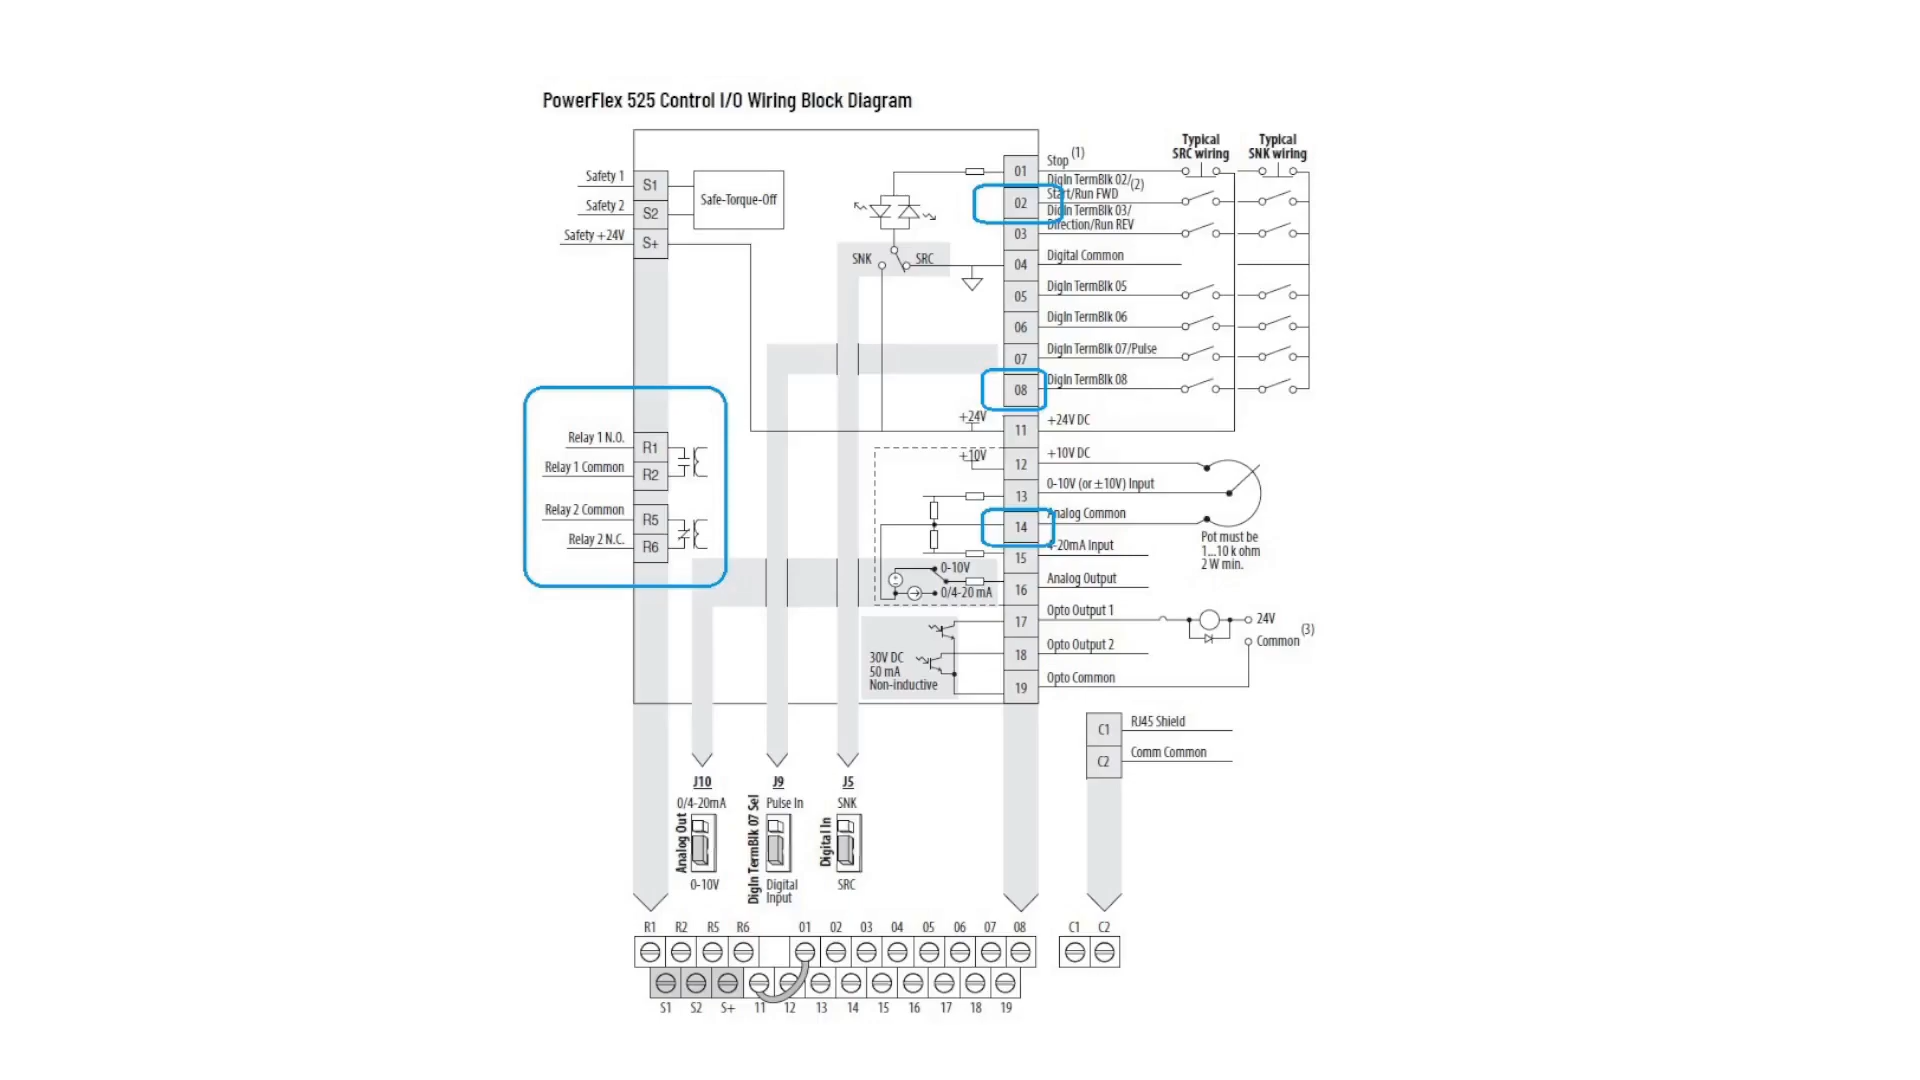 PowerFlex 525 Control I/O Wiring Block Diagram
Typical
SRC wiring
Typical
SNK wiring
Safety 1
S1
Safety 2
S2
Safety +24V
S+
Safe-Torque-Off
SNK
SRC
01
Stop (1)
02
DigIn TermBlk 02/
Start/Run FWD (2)
03
DigIn TermBlk 03/
Direction/Run REV
04
Digital Common
05
DigIn TermBlk 05
06
DigIn TermBlk 06
07
DigIn TermBlk 07/Pulse
08
DigIn TermBlk 08
+24V
11
+24V DC
+10V
12
+10V DC
13
0-10V (or ±10V) Input
14
Analog Common
15
4-20mA Input
16
Analog Output
17
Opto Output 1
18
Opto Output 2
19
Opto Common
Pot must be
1...10 k ohm
2 W min.
24V
Common (3)
Relay 1 N.O.
R1
Relay 1 Common
R2
Relay 2 Common
R5
Relay 2 N.C.
R6
0-10V
0/4-20 mA
30V DC
50 mA
Non-inductive
C1
RJ45 Shield
C2
Comm Common
J10
0/4-20mA
Analog Out
0-10V
J9
Pulse In
DigIn TermBlk 07 Sel
Digital
Input
J5
SNK
Digital In
SRC
R1 R2 R5 R6 01 02 03 04 05 06 07 08 C1 C2
S1 S2 S+ 11 12 13 14 15 16 17 18 19